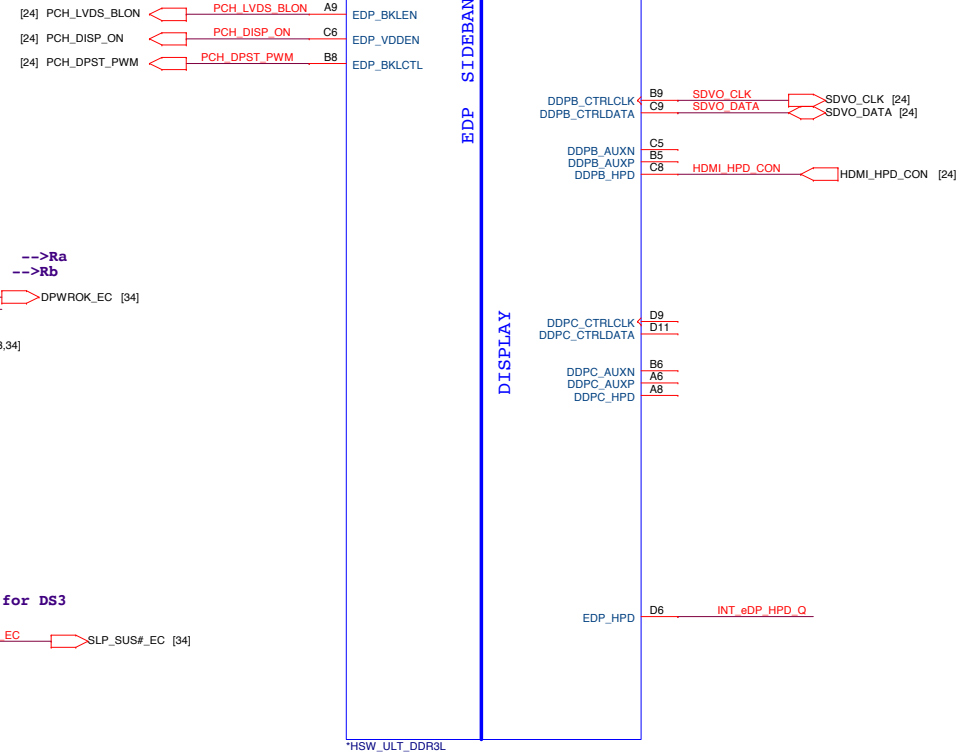 [24] PCH_LVDS_BLON PCH_LVDS_BLON A9 EDP_BKLEN
[24] PCH_DISP_ON PCH_DISP_ON C6 EDP_VDDEN
[24] PCH_DPST_PWM PCH_DPST_PWM B8 EDP_BKLCTL
EDP SIDEBAN
DDPB_CTRLCLK B9 SDVO_CLK SDVO_CLK [24]
DDPB_CTRLDATA C9 SDVO_DATA SDVO_DATA [24]
DDPB_AUXN C5
DDPB_AUXP B5
DDPB_HPD C8 HDMI_HPD_CON HDMI_HPD_CON [24]
-->Ra
-->Rb
DPWROK_EC [34]
,34]
DISPLAY
DDPC_CTRLCLK D9
DDPC_CTRLDATA D11
DDPC_AUXN B6
DDPC_AUXP A6
DDPC_HPD A8
for DS3
_EC SLP_SUS#_EC [34]
EDP_HPD D6 INT_eDP_HPD_Q
*HSW_ULT_DDR3L